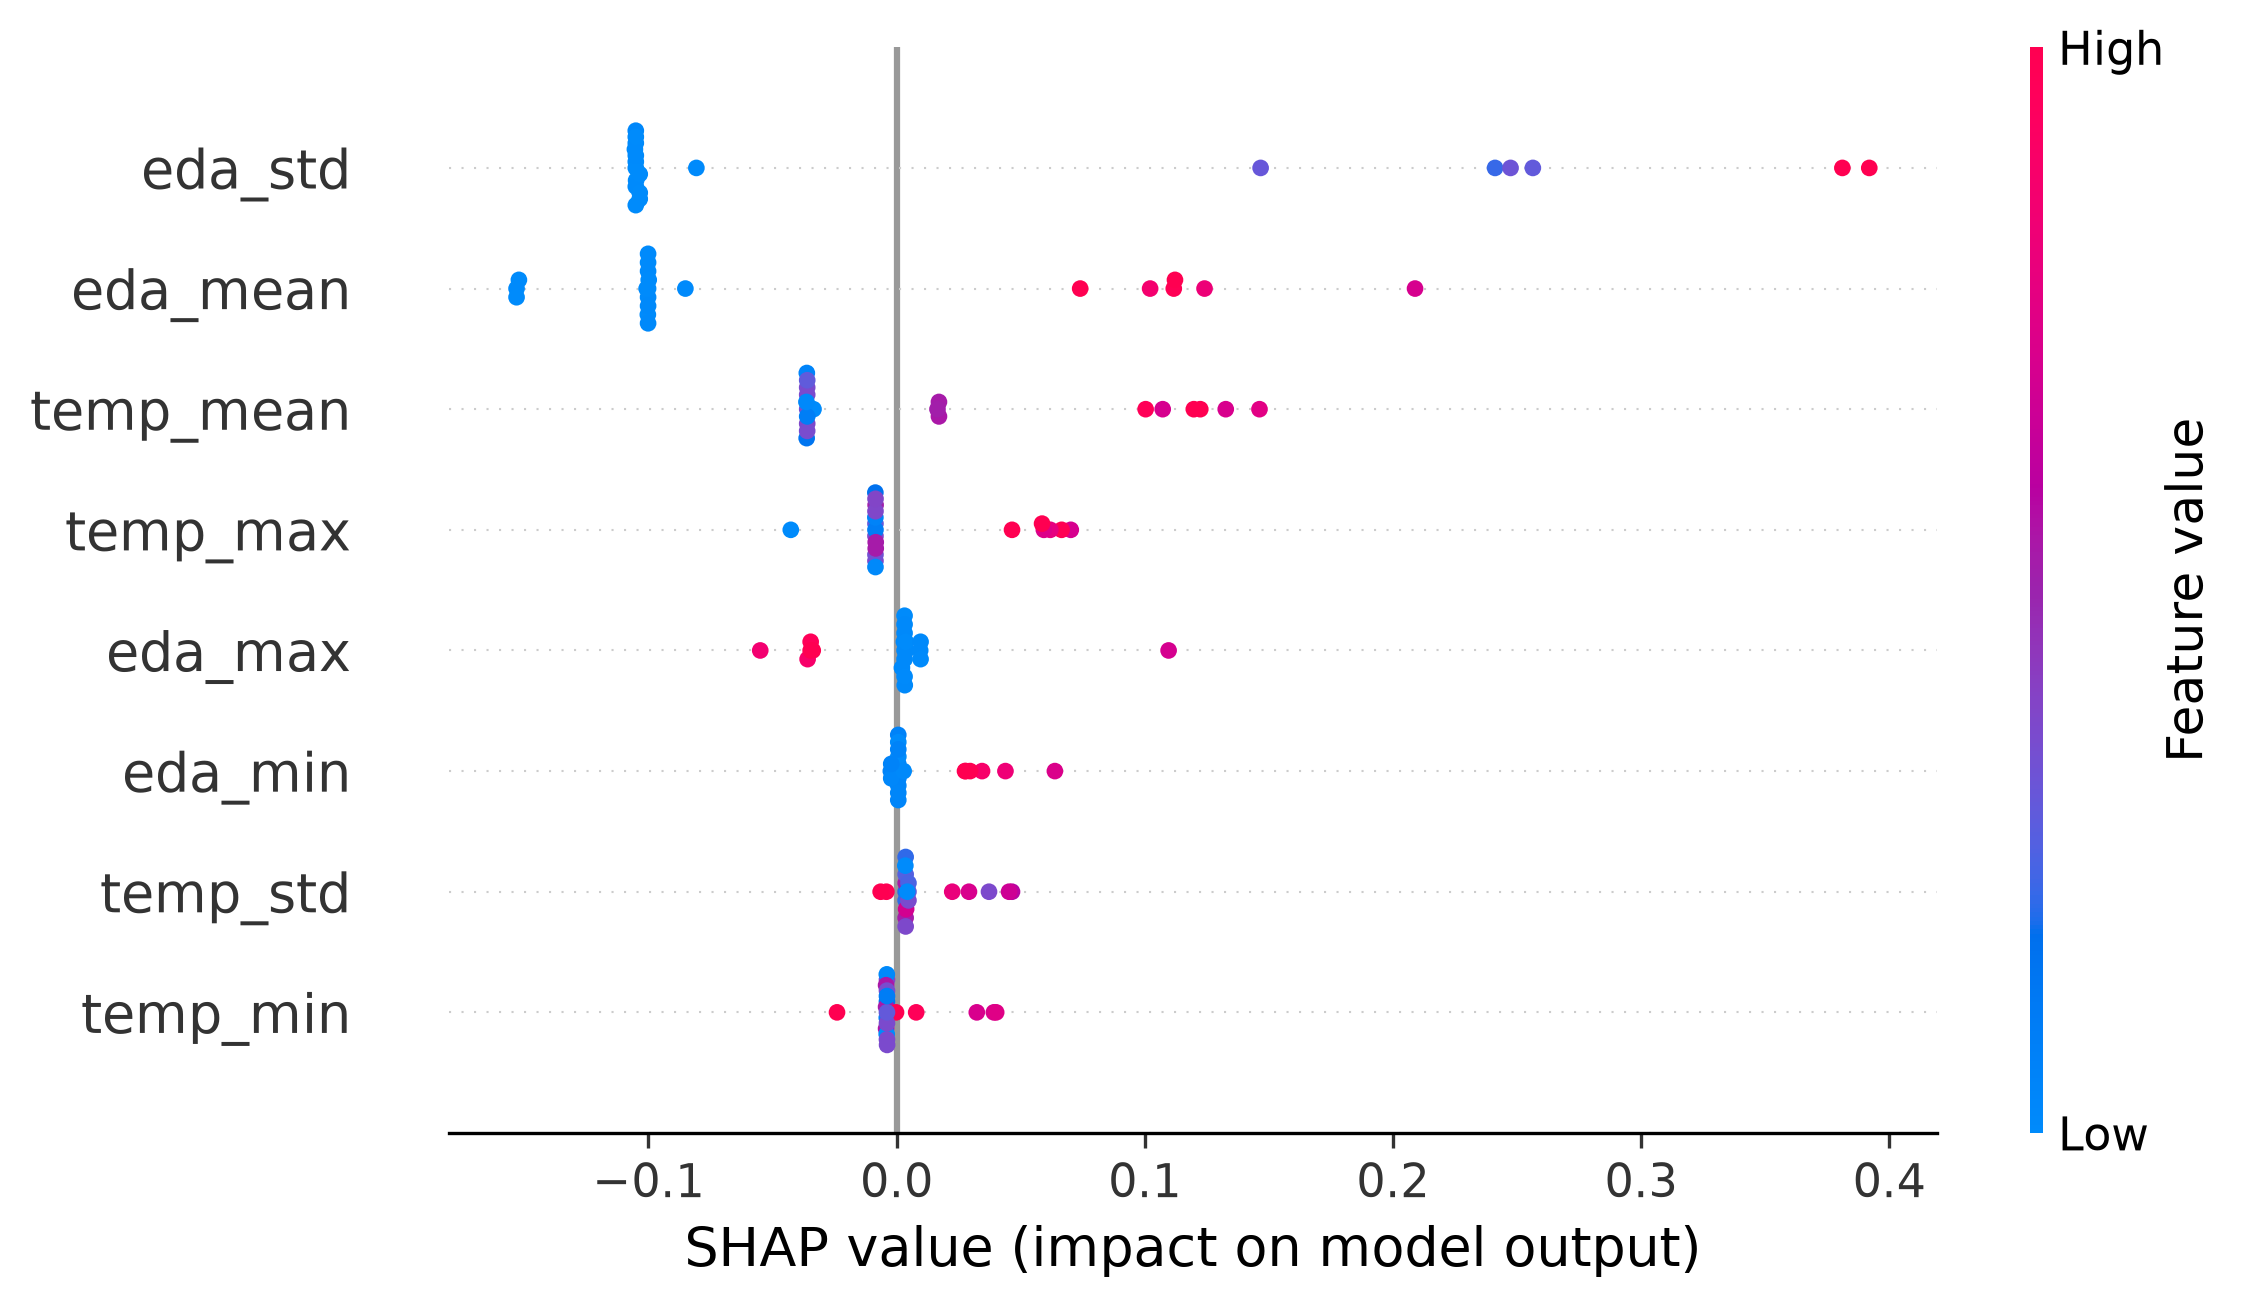 High
eda_std
eda_mean
temp_mean
temp_max
eda_max
eda_min
temp_std
temp_min
Feature value
Low
−0.1 0.0 0.1 0.2 0.3 0.4
SHAP value (impact on model output)